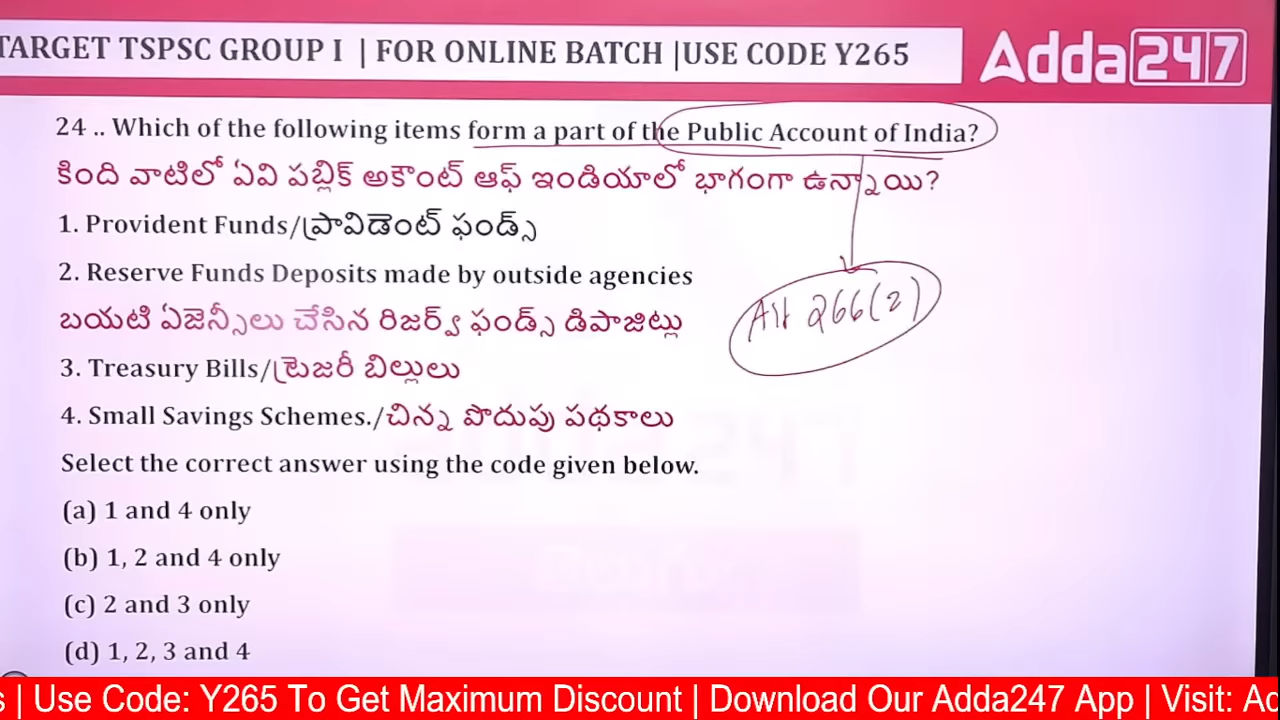 TARGET TSPSC GROUP I | FOR ONLINE BATCH |USE CODE Y265
Adda247
24 .. Which of the following items form a part of the Public Account of India?
కింది వాటిలో ఏవి పబ్లిక్ అకౌంట్ ఆఫ్ ఇండియాలో భాగంగా ఉన్నాయి?
1. Provident Funds/ప్రావిడెంట్ ఫండ్స్
2. Reserve Funds Deposits made by outside agencies
బయటి ఏజెన్సీలు చేసిన రిజర్వ్ ఫండ్స్ డిపాజిట్లు
Art 266(2)
3. Treasury Bills/ట్రెజరీ బిల్లులు
4. Small Savings Schemes./చిన్న పొదుపు పథకాలు
Select the correct answer using the code given below.
(a) 1 and 4 only
(b) 1, 2 and 4 only
(c) 2 and 3 only
(d) 1, 2, 3 and 4
| Use Code: Y265 To Get Maximum Discount | Download Our Adda247 App | Visit: